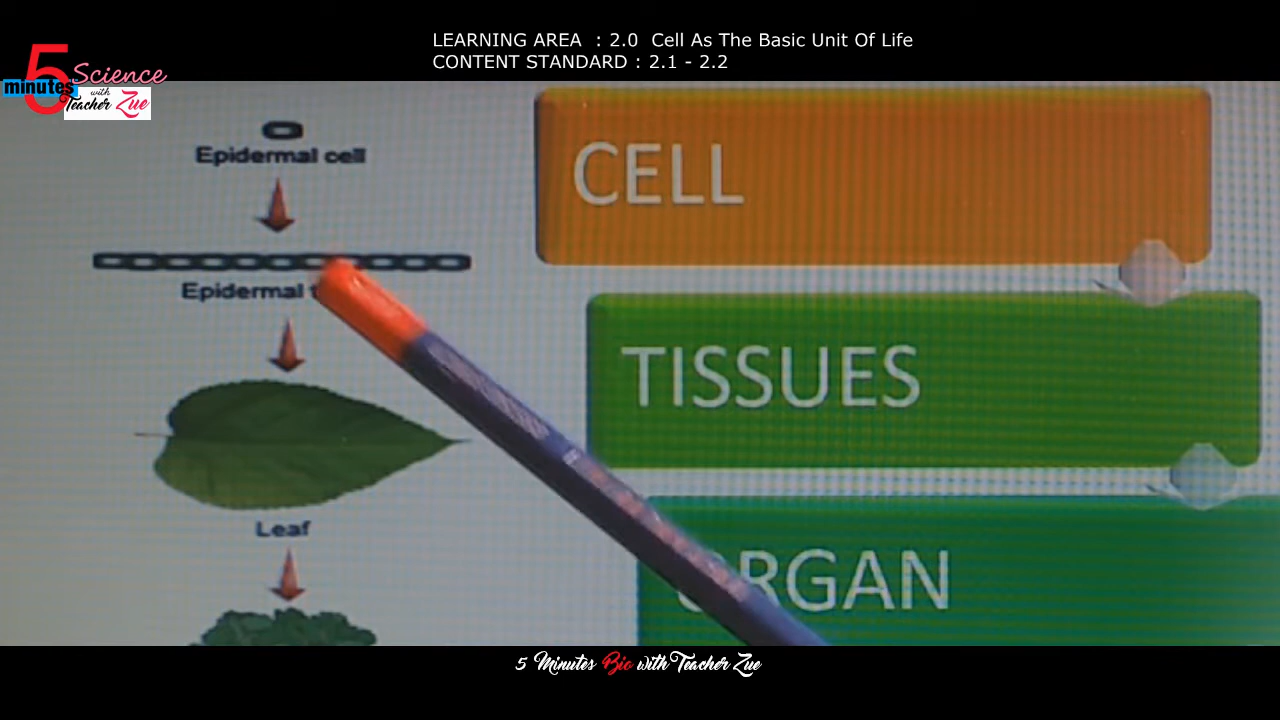 LEARNING AREA : 2.0 Cell As The Basic Unit Of Life
CONTENT STANDARD : 2.1 - 2.2
5 Science
minutes with
Teacher Zue
Epidermal cell
CELL
Epidermal
TISSUES
Leaf
ORGAN
5 Minutes Bio with Teacher Zue